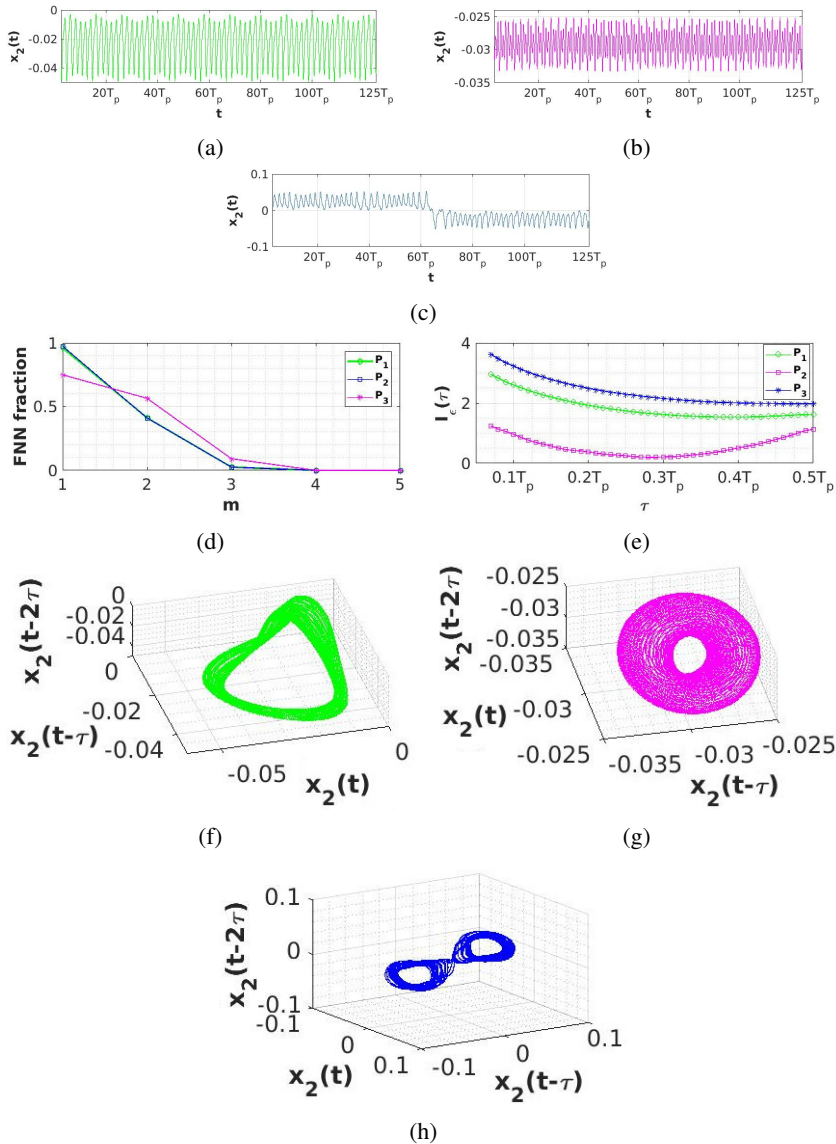 0
-0.02
-0.04
x₂(t)
20Tₚ 40Tₚ 60Tₚ 80Tₚ 100Tₚ 125Tₚ
t
(a)
-0.025
-0.03
-0.035
x₂(t)
20Tₚ 40Tₚ 60Tₚ 80Tₚ 100Tₚ 125Tₚ
t
(b)
0.1
0
-0.1
x₂(t)
20Tₚ 40Tₚ 60Tₚ 80Tₚ 100Tₚ 125Tₚ
t
(c)
1
0.5
0
FNN fraction
P₁
P₂
P₃
1 2 3 4 5
m
(d)
4
2
0
I_ϵ(τ)
P₁
P₂
P₃
0.1Tₚ 0.2Tₚ 0.3Tₚ 0.4Tₚ 0.5Tₚ
τ
(e)
x₂(t-2τ)
0
-0.02
-0.04
0
-0.02
-0.04
x₂(t-τ)
-0.05
0
x₂(t)
(f)
x₂(t-2τ)
-0.025
-0.03
-0.035
-0.035
-0.03
-0.025
x₂(t)
-0.035
-0.03
-0.025
x₂(t-τ)
(g)
x₂(t-2τ)
0.1
0
-0.1
-0.1
0
0.1
x₂(t)
-0.1
0
0.1
x₂(t-τ)
(h)